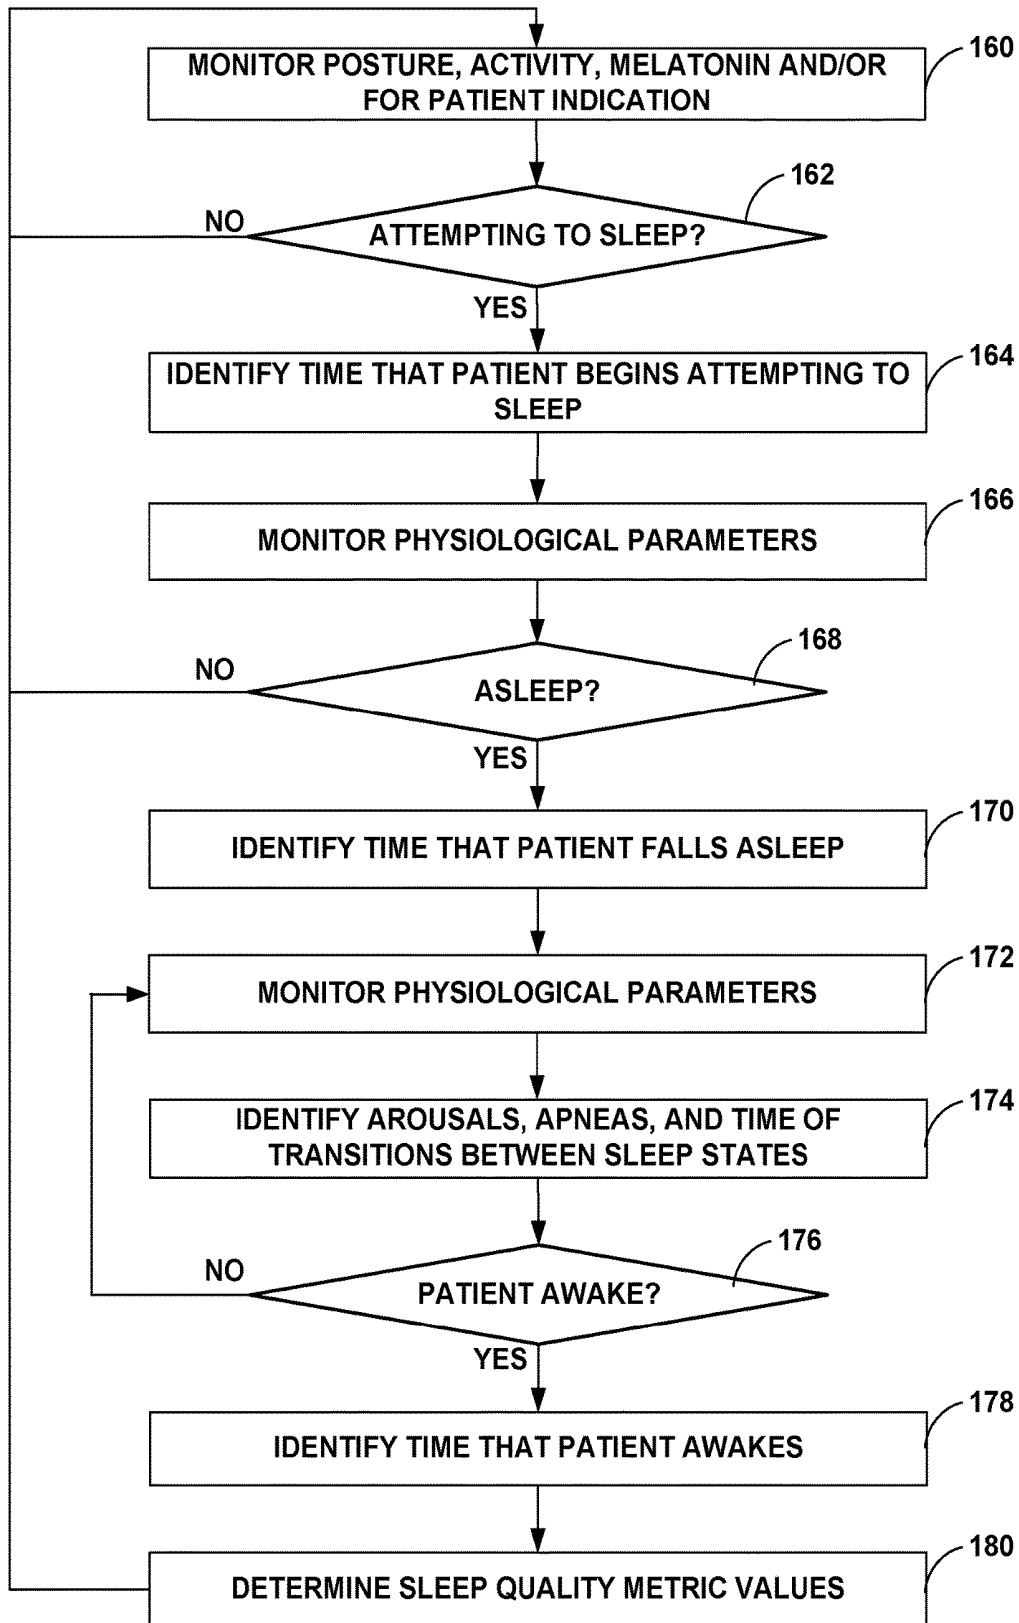 160
MONITOR POSTURE, ACTIVITY, MELATONIN AND/OR
FOR PATIENT INDICATION
162
NO
ATTEMPTING TO SLEEP?
YES
164
IDENTIFY TIME THAT PATIENT BEGINS ATTEMPTING TO
SLEEP
166
MONITOR PHYSIOLOGICAL PARAMETERS
168
NO
ASLEEP?
YES
170
IDENTIFY TIME THAT PATIENT FALLS ASLEEP
172
MONITOR PHYSIOLOGICAL PARAMETERS
174
IDENTIFY AROUSALS, APNEAS, AND TIME OF
TRANSITIONS BETWEEN SLEEP STATES
176
NO
PATIENT AWAKE?
YES
178
IDENTIFY TIME THAT PATIENT AWAKES
180
DETERMINE SLEEP QUALITY METRIC VALUES